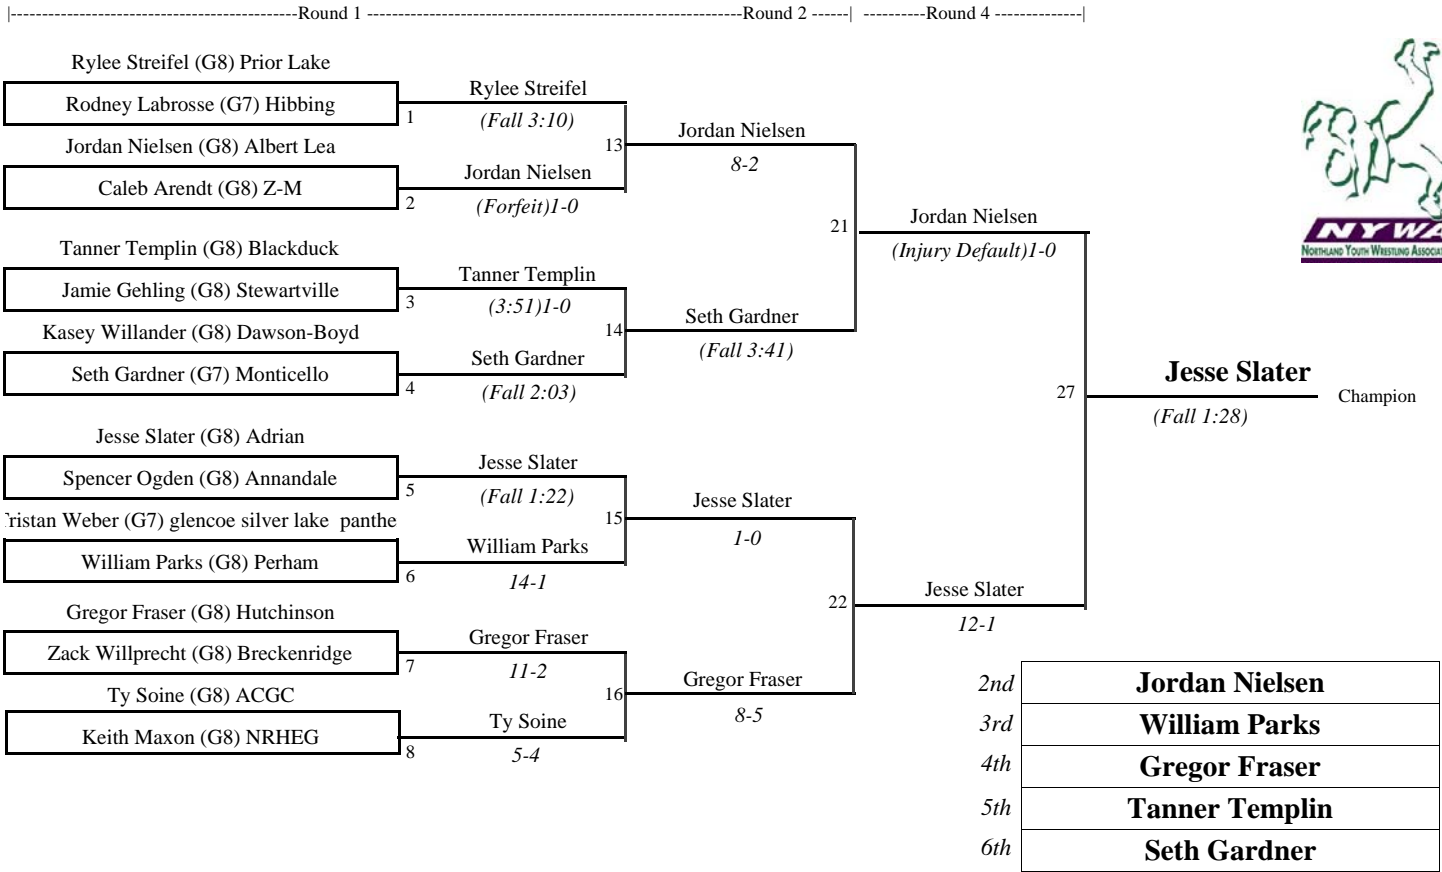 |----------------------------------------------Round 1 ------------------------------------------------------------Round 2 ------| ----------Round 4 --------------|
Rylee Streifel (G8) Prior Lake
Rodney Labrosse (G7) Hibbing
1
Jordan Nielsen (G8) Albert Lea
Caleb Arendt (G8) Z-M
2
Tanner Templin (G8) Blackduck
Jamie Gehling (G8) Stewartville
3
Kasey Willander (G8) Dawson-Boyd
Seth Gardner (G7) Monticello
4
Jesse Slater (G8) Adrian
Spencer Ogden (G8) Annandale
5
Tristan Weber (G7) glencoe silver lake panthe
William Parks (G8) Perham
6
Gregor Fraser (G8) Hutchinson
Zack Willprecht (G8) Breckenridge
7
Ty Soine (G8) ACGC
Keith Maxon (G8) NRHEG
8
Rylee Streifel
(Fall 3:10)
13
Jordan Nielsen
(Forfeit)1-0
Tanner Templin
(3:51)1-0
14
Seth Gardner
(Fall 2:03)
Jesse Slater
(Fall 1:22)
15
William Parks
14-1
Gregor Fraser
11-2
16
Ty Soine
5-4
Jordan Nielsen
8-2
21
Seth Gardner
(Fall 3:41)
Jesse Slater
1-0
22
Gregor Fraser
8-5
Jordan Nielsen
(Injury Default)1-0
27
Jesse Slater
12-1
Jesse Slater
Champion
(Fall 1:28)
NYWA
NORTHLAND YOUTH WRESTLING ASSOCIAT
2nd Jordan Nielsen
3rd William Parks
4th Gregor Fraser
5th Tanner Templin
6th Seth Gardner